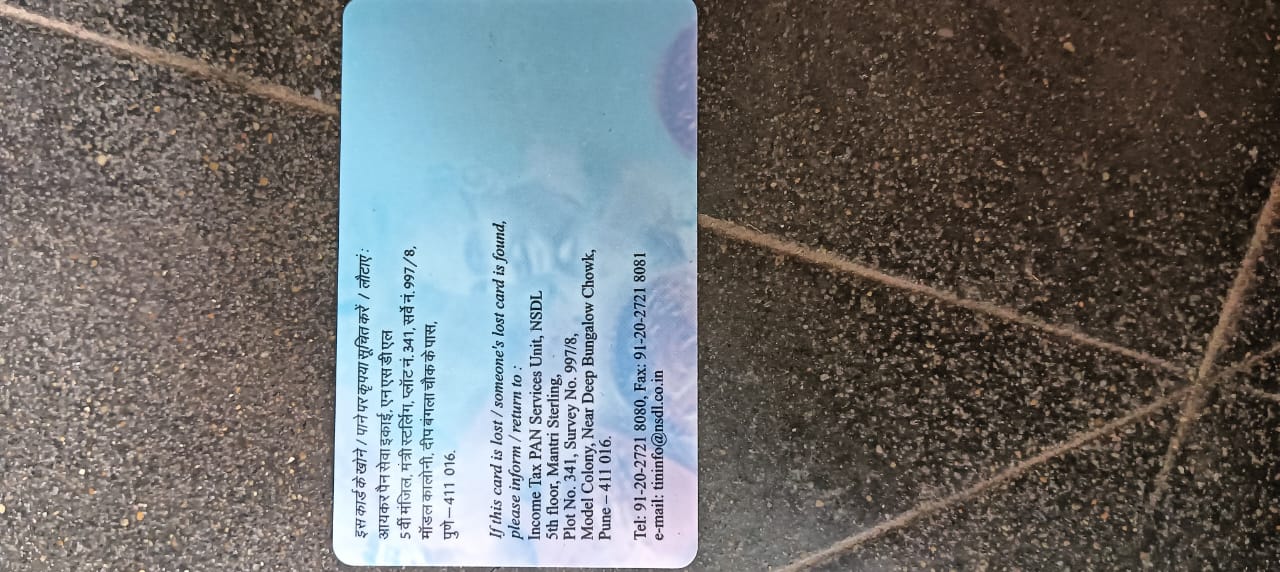 इस कार्ड के खोने / पाने पर कृपया सूचित करें / लौटाएं :
आयकर पैन सेवा इकाई, एन एस डी एल
5 वी मंजिल, मंत्री स्टर्लिंग, प्लॉट नं. 341, सर्वे नं. 997/8,
मॉडल कालोनी, दीप बंगला चौक के पास,
पुणे – 411 016.
If this card is lost / someone's lost card is found,
please inform / return to :
Income Tax PAN Services Unit, NSDL
5th floor, Mantri Sterling,
Plot No. 341, Survey No. 997/8,
Model Colony, Near Deep Bungalow Chowk,
Pune – 411 016.
Tel: 91-20-2721 8080, Fax: 91-20-2721 8081
e-mail: tininfo@nsdl.co.in